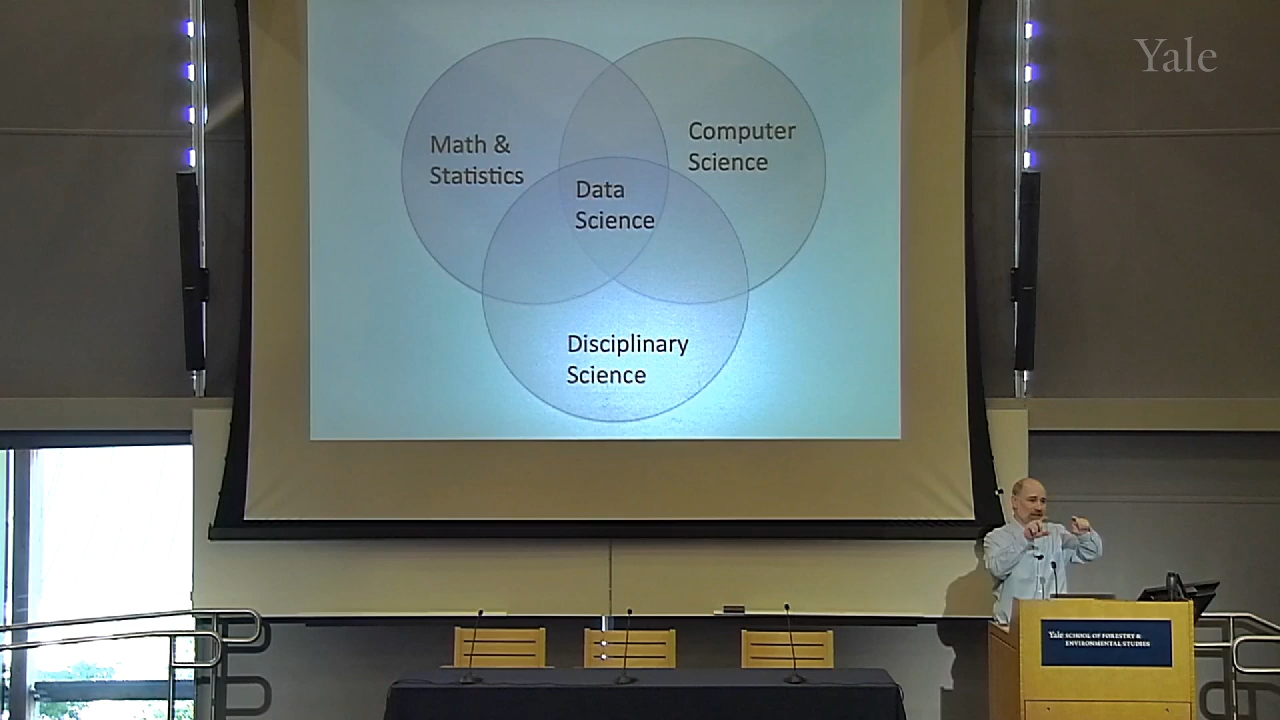 Yale
Math &
Statistics
Computer
Science
Data
Science
Disciplinary
Science
Yale SCHOOL OF FORESTRY &
ENVIRONMENTAL STUDIES